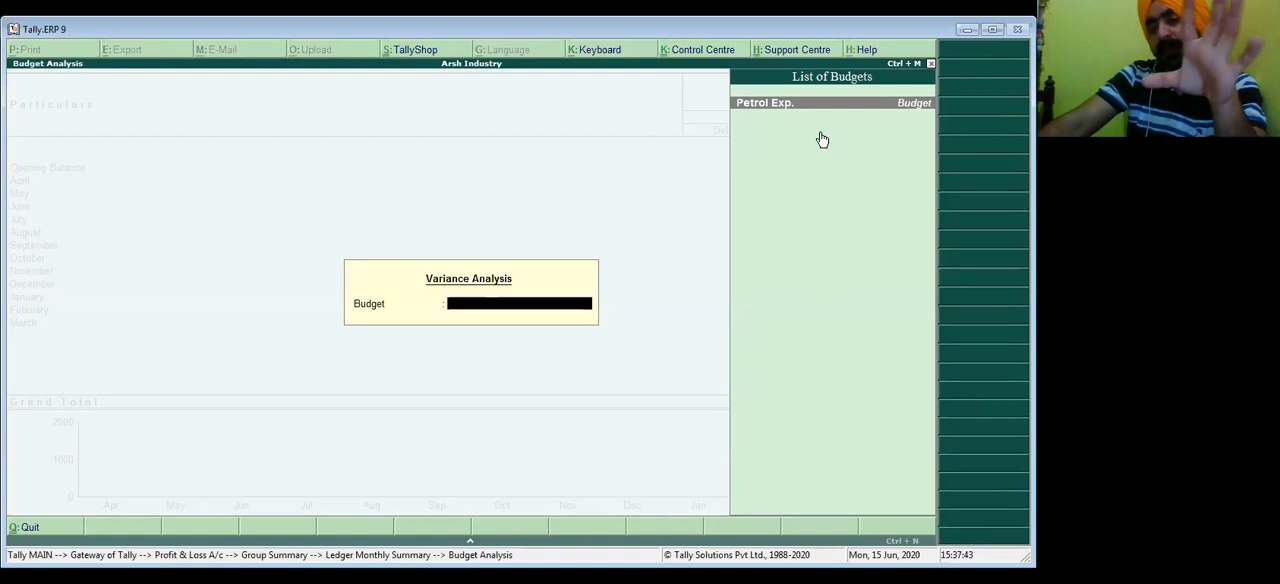 Tally.ERP 9
P: Print
E: Export
M: E-Mail
O: Upload
S: TallyShop
G: Language
K: Keyboard
K: Control Centre
H: Support Centre
H: Help
Budget Analysis
Arsh Industry
Ctrl + M
List of Budgets
Particulars
Petrol Exp.
Budget
Opening Balance
April
May
June
July
August
September
October
November
December
January
February
March
Variance Analysis
Budget :
Grand Total
2000
1000
0
Apr May Jun Jul Aug Sep Oct Nov Dec Jan
Q: Quit
Ctrl + N
Tally MAIN --> Gateway of Tally --> Profit & Loss A/c --> Group Summary --> Ledger Monthly Summary --> Budget Analysis
© Tally Solutions Pvt Ltd., 1988-2020
Mon, 15 Jun, 2020
15:37:43